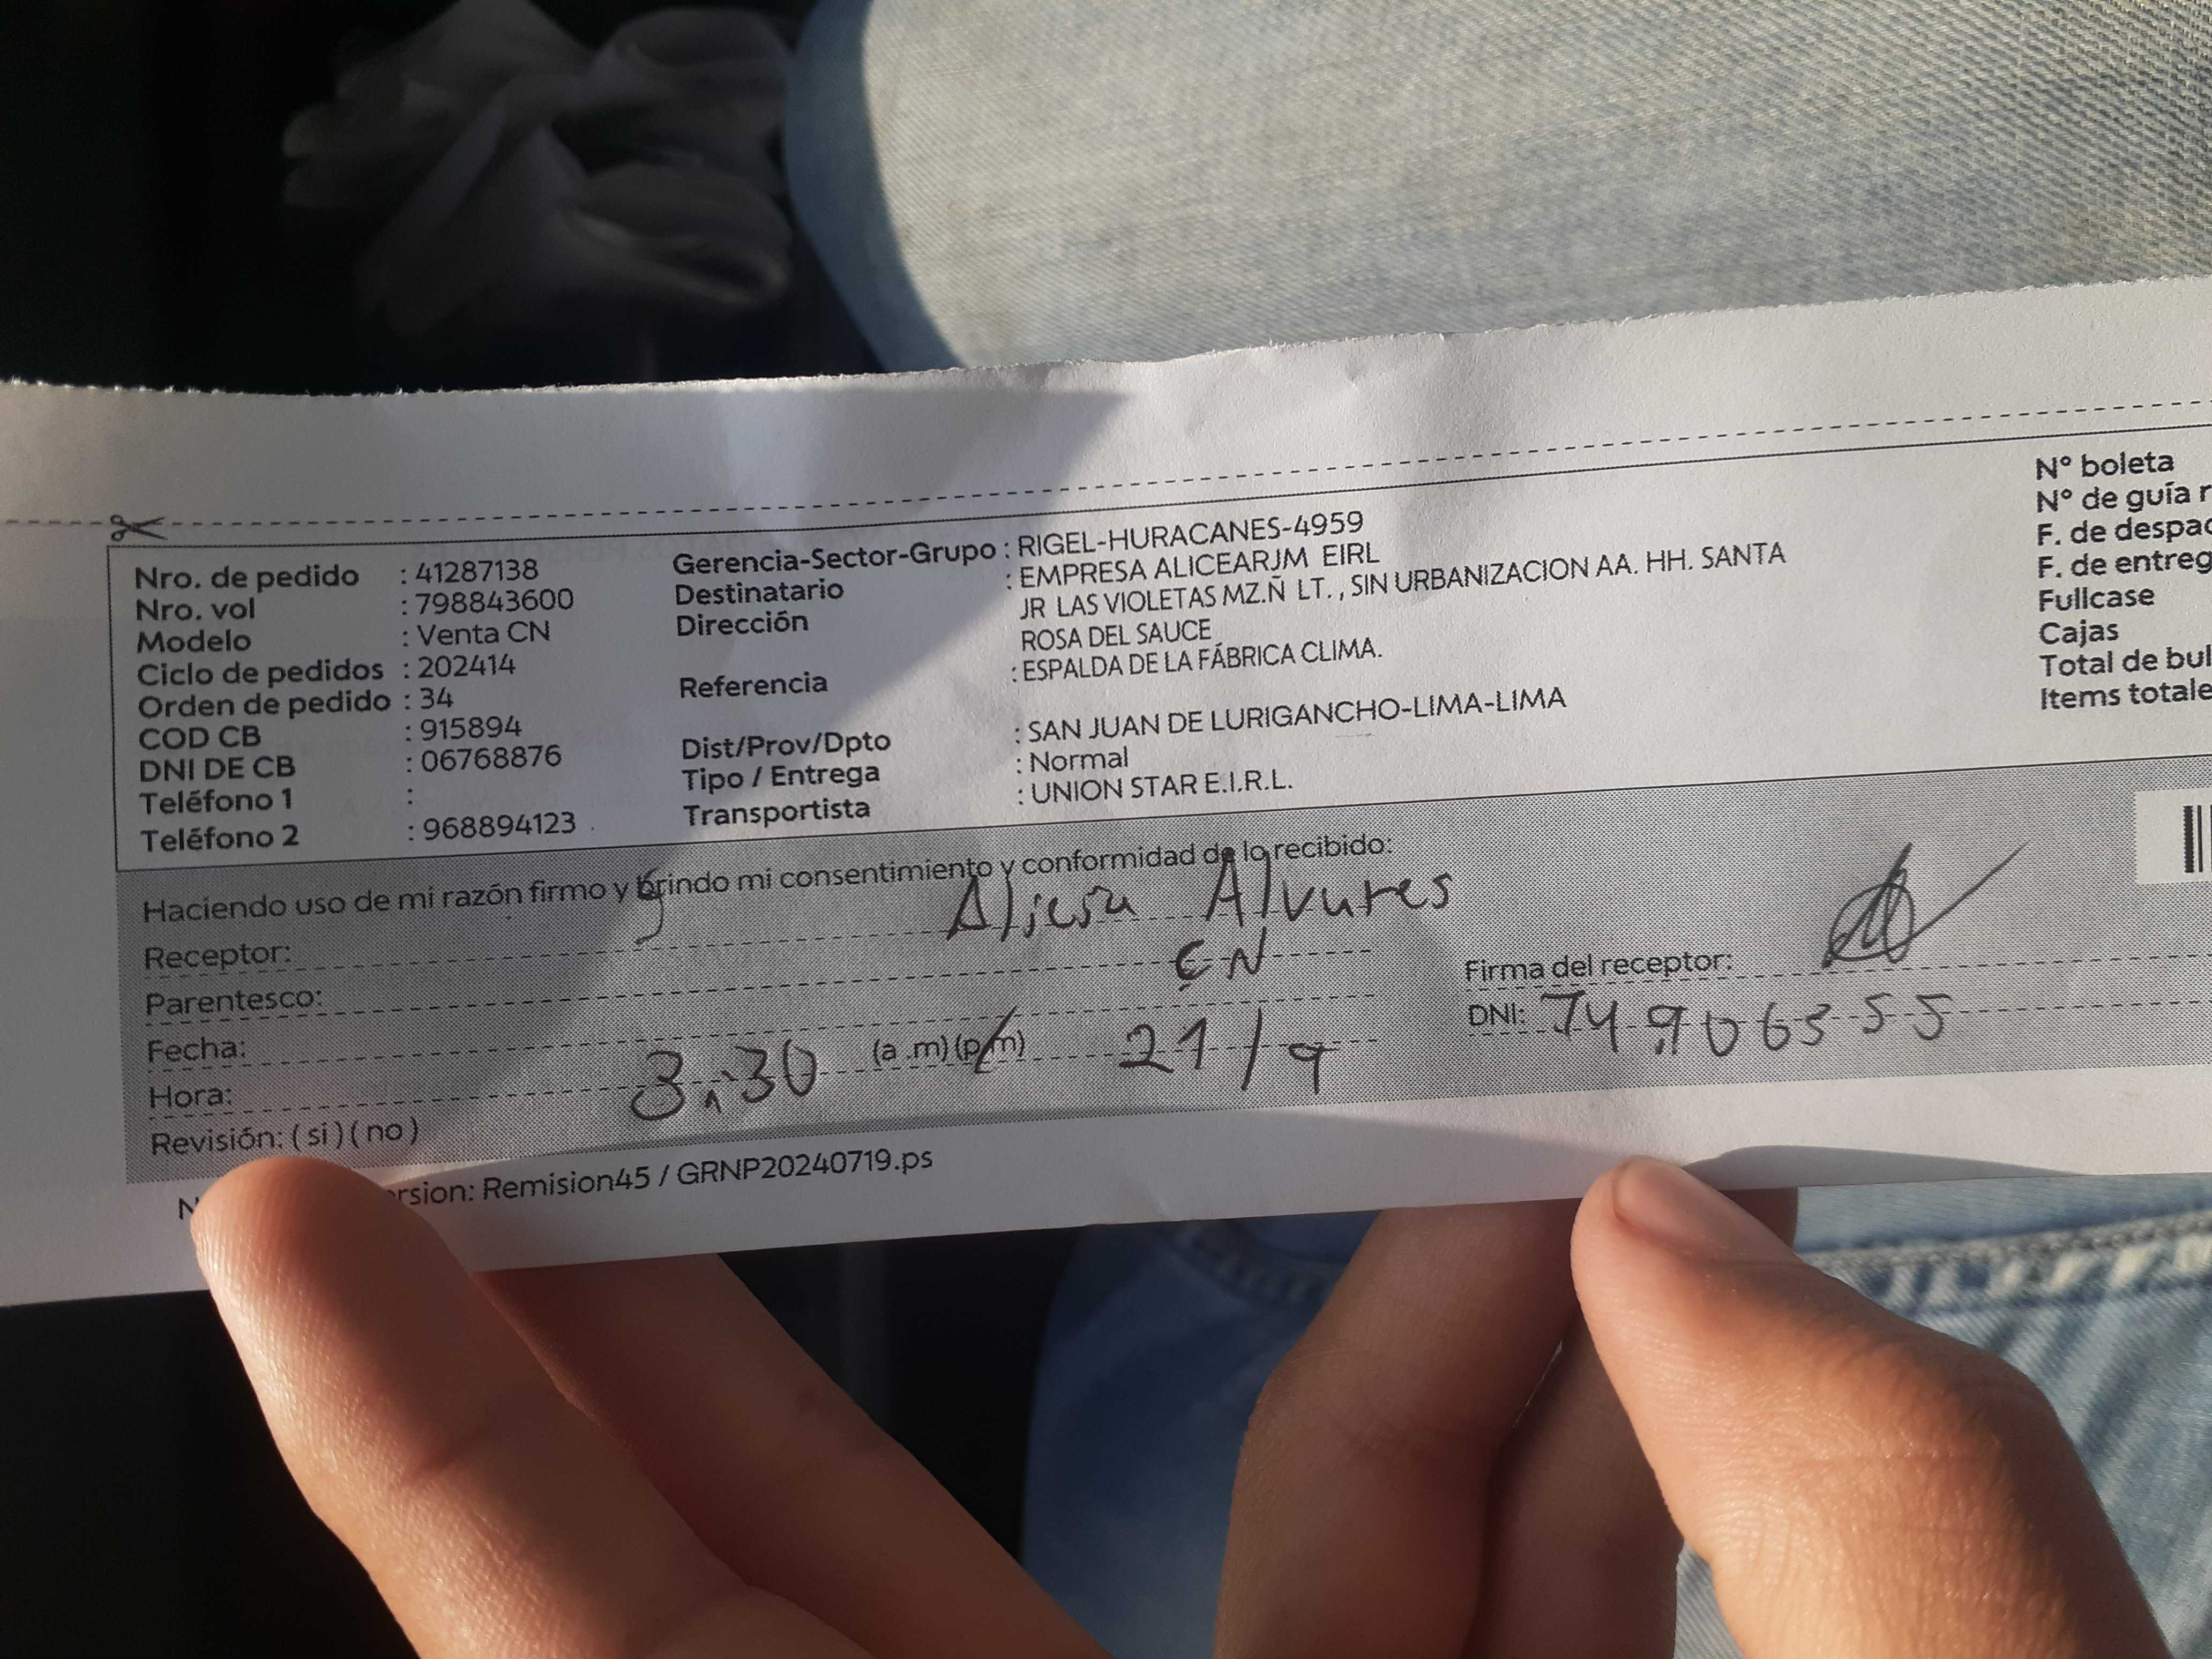 Nro. de pedido : 41287138
Nro. vol : 798843600
Modelo : Venta CN
Ciclo de pedidos : 202414
Orden de pedido : 34
COD CB : 915894
DNI DE CB : 06768876
Teléfono 1 :
Teléfono 2 : 968894123
Gerencia-Sector-Grupo : RIGEL-HURACANES-4959
Destinatario : EMPRESA ALICEARJM EIRL
Dirección JR LAS VIOLETAS MZ.Ñ LT. , SIN URBANIZACION AA. HH. SANTA
ROSA DEL SAUCE
Referencia : ESPALDA DE LA FÁBRICA CLIMA.
Dist/Prov/Dpto : SAN JUAN DE LURIGANCHO-LIMA-LIMA
Tipo / Entrega : Normal
Transportista : UNION STAR E.I.R.L.
N° boleta
N° de guía r
F. de despac
F. de entreg
Fullcase
Cajas
Total de bul
Items totale
Haciendo uso de mi razón firmo y brindo mi consentimiento y conformidad de lo recibido:
Receptor:
Parentesco: CN
Fecha:
Hora: 3:30 (a .m) (p.m) 21/
Revisión: ( si ) ( no )
Firma del receptor:
DNI:
rsion: Remision45 / GRNP20240719.ps